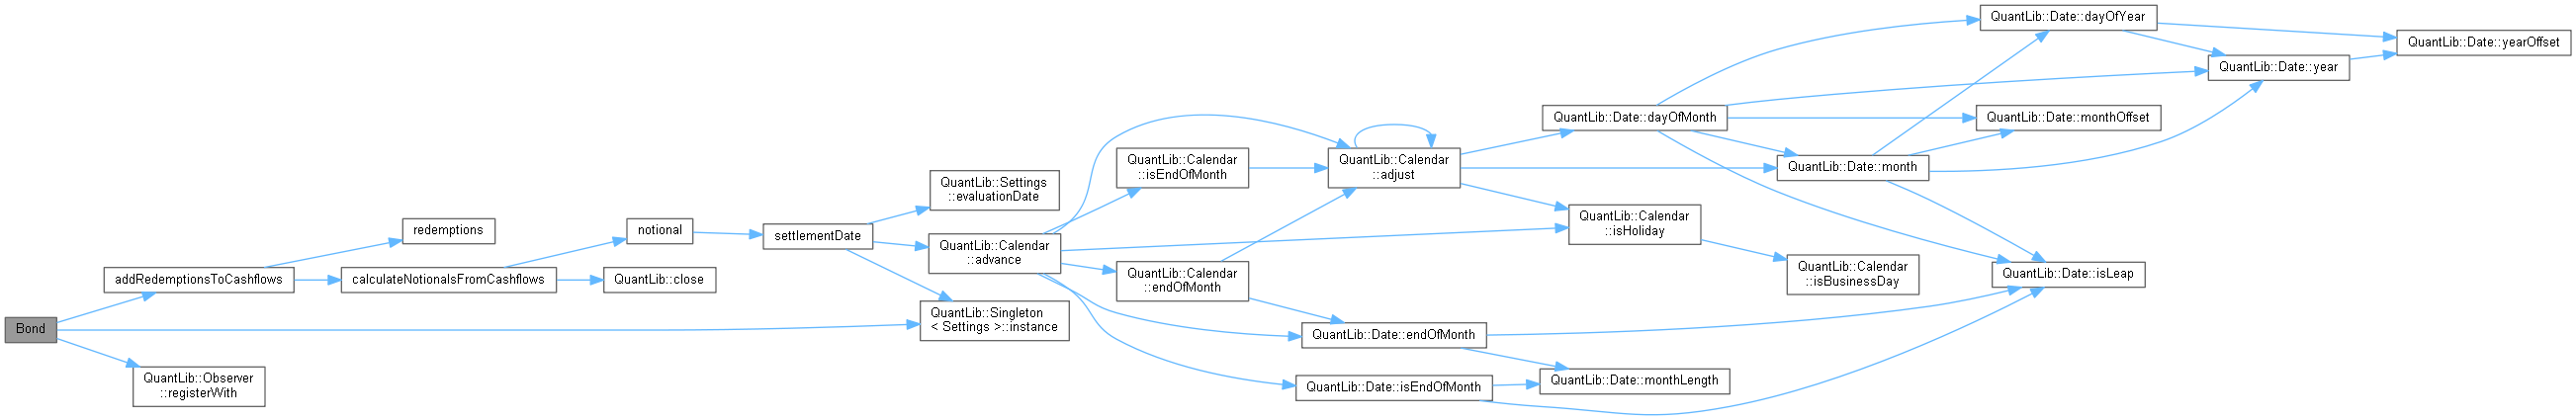 Bond
addRedemptionsToCashflows
QuantLib::Observer
::registerWith
redemptions
calculateNotionalsFromCashflows
notional
QuantLib::close
settlementDate
QuantLib::Settings
::evaluationDate
QuantLib::Calendar
::advance
QuantLib::Singleton
< Settings >::instance
QuantLib::Calendar
::isEndOfMonth
QuantLib::Calendar
::endOfMonth
QuantLib::Calendar
::adjust
QuantLib::Date::endOfMonth
QuantLib::Date::isEndOfMonth
QuantLib::Date::dayOfMonth
QuantLib::Calendar
::isHoliday
QuantLib::Date::monthLength
QuantLib::Date::month
QuantLib::Calendar
::isBusinessDay
QuantLib::Date::dayOfYear
QuantLib::Date::monthOffset
QuantLib::Date::isLeap
QuantLib::Date::year
QuantLib::Date::yearOffset